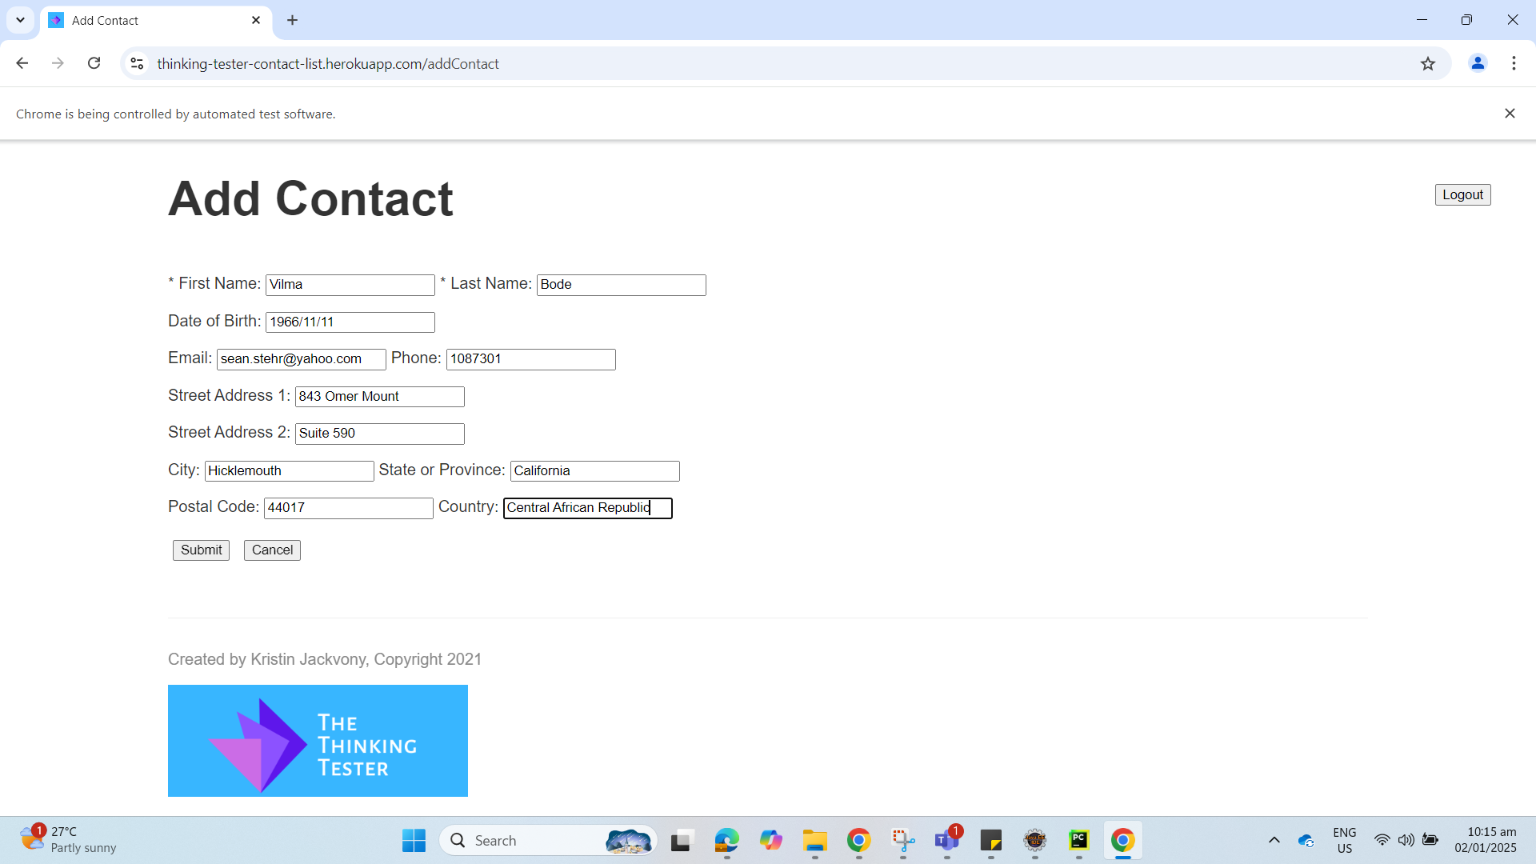 Add Contact
thinking-tester-contact-list.herokuapp.com/addContact
Chrome is being controlled by automated test software.
Add Contact
Logout
* First Name: Vilma * Last Name: Bode
Date of Birth: 1966/11/11
Email: sean.stehr@yahoo.com Phone: 1087301
Street Address 1: 843 Omer Mount
Street Address 2: Suite 590
City: Hicklemouth State or Province: California
Postal Code: 44017 Country: Central African Republic
Submit Cancel
Created by Kristin Jackvony, Copyright 2021
THE
THINKING
TESTER
1
27°C
Partly sunny
Search
1
PC
ENG
US
10:15 am
02/01/2025